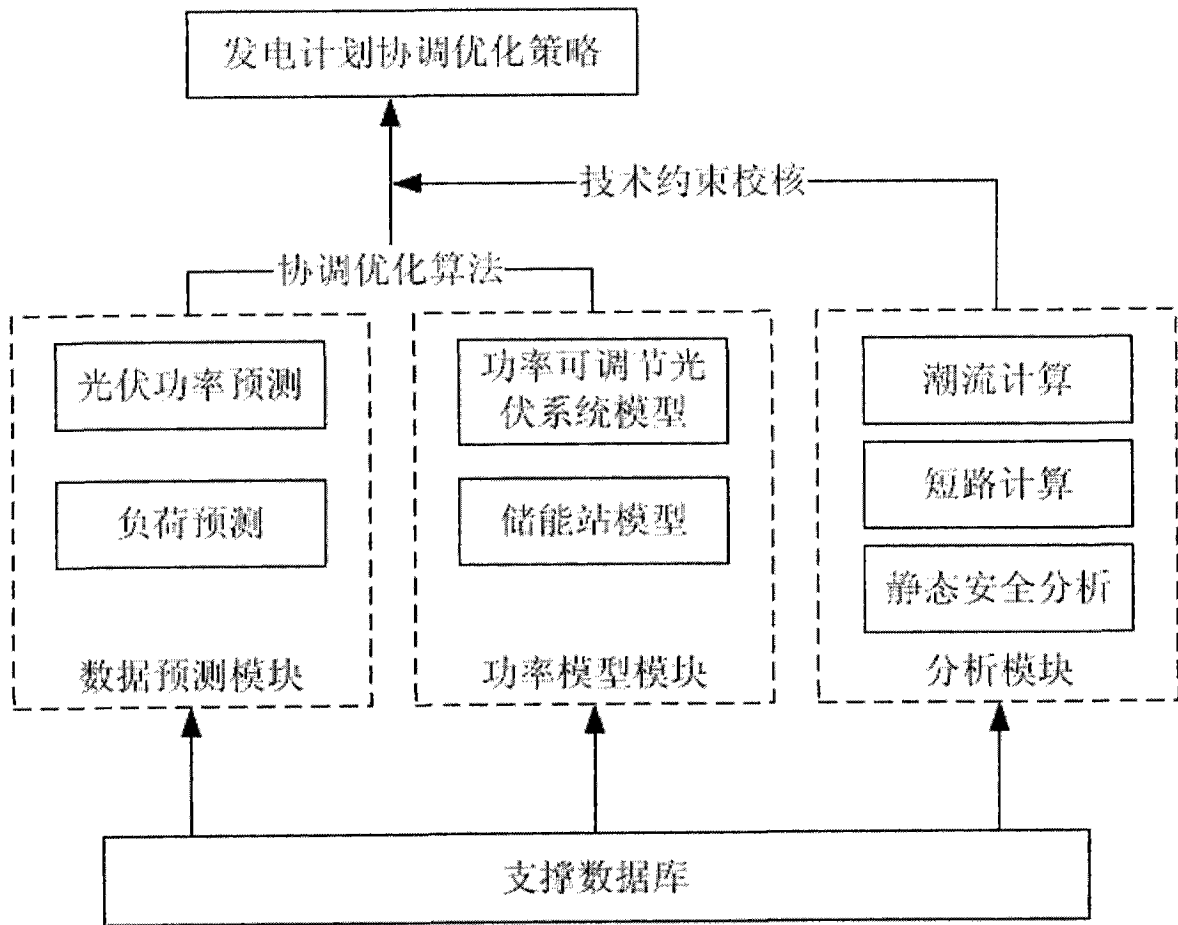 发电计划协调优化策略
技术约束校核
协调优化算法
光伏功率预测
负荷预测
数据预测模块
功率可调节光
伏系统模型
储能站模型
功率模型模块
潮流计算
短路计算
静态安全分析
分析模块
支撑数据库